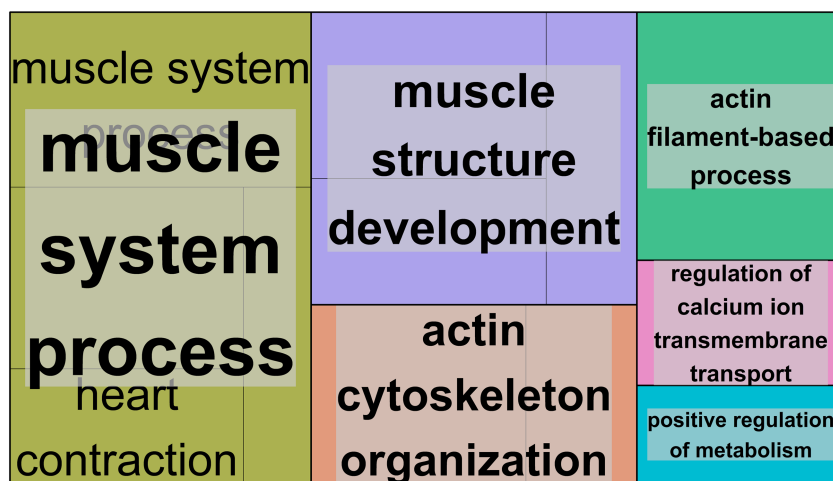 muscle system
process
muscle
system
process
heart
contraction
muscle
structure
development
actin
cytoskeleton
organization
actin
filament-based
process
regulation of
calcium ion
transmembrane
transport
positive regulation
of metabolism